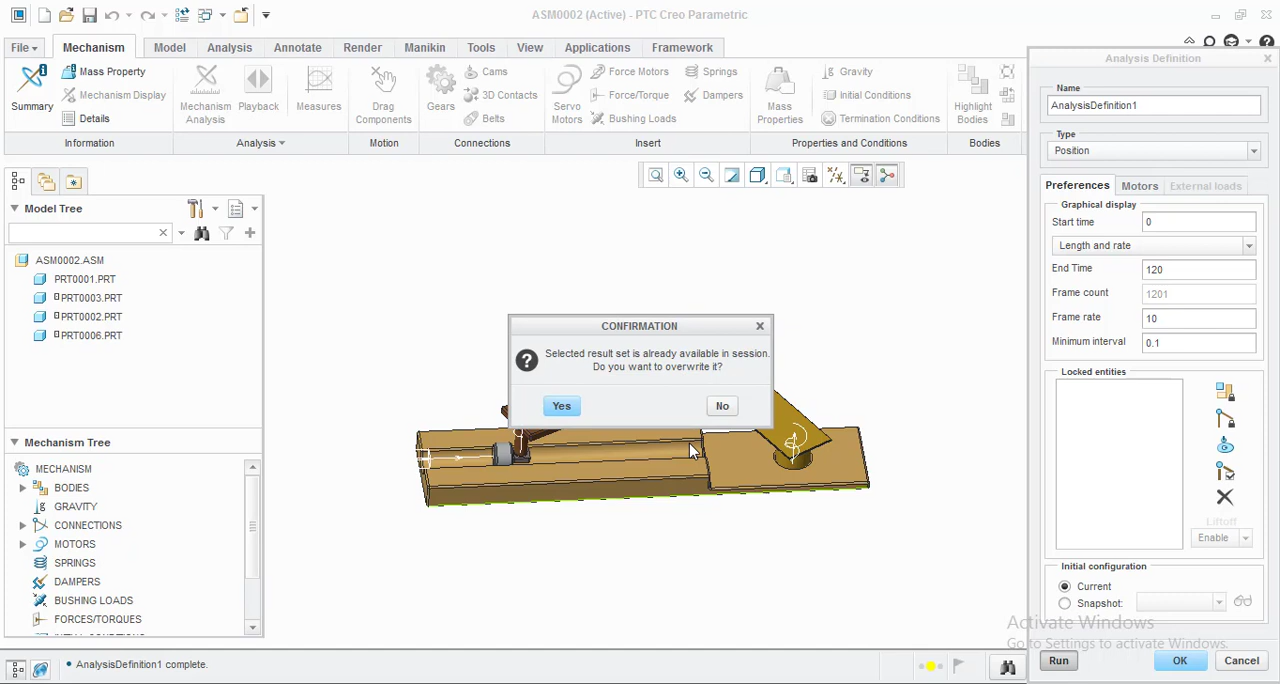 ASM0002 (Active) - PTC Creo Parametric
File
Mechanism
Model
Analysis
Annotate
Render
Manikin
Tools
View
Applications
Framework
Summary
Mass Property
Mechanism Display
Details
Information
Mechanism
Analysis
Playback
Measures
Analysis
Drag
Components
Motion
Gears
Cams
3D Contacts
Belts
Connections
Servo
Motors
Force Motors
Force/Torque
Bushing Loads
Springs
Dampers
Insert
Mass
Properties
Gravity
Initial Conditions
Termination Conditions
Properties and Conditions
Highlight
Bodies
Bodies
Model Tree
ASM0002.ASM
PRT0001.PRT
PRT0003.PRT
PRT0002.PRT
PRT0006.PRT
Mechanism Tree
MECHANISM
BODIES
GRAVITY
CONNECTIONS
MOTORS
SPRINGS
DAMPERS
BUSHING LOADS
FORCES/TORQUES
CONFIRMATION
Selected result set is already available in session.
Do you want to overwrite it?
Yes
No
Analysis Definition
Name
AnalysisDefinition1
Type
Position
Preferences
Motors
External loads
Graphical display
Start time
0
Length and rate
End Time
120
Frame count
1201
Frame rate
10
Minimum interval
0.1
Locked entities
Liftoff
Enable
Initial configuration
Current
Snapshot:
Activate Windows
Go to Settings to activate Windows.
Run
OK
Cancel
• AnalysisDefinition1 complete.